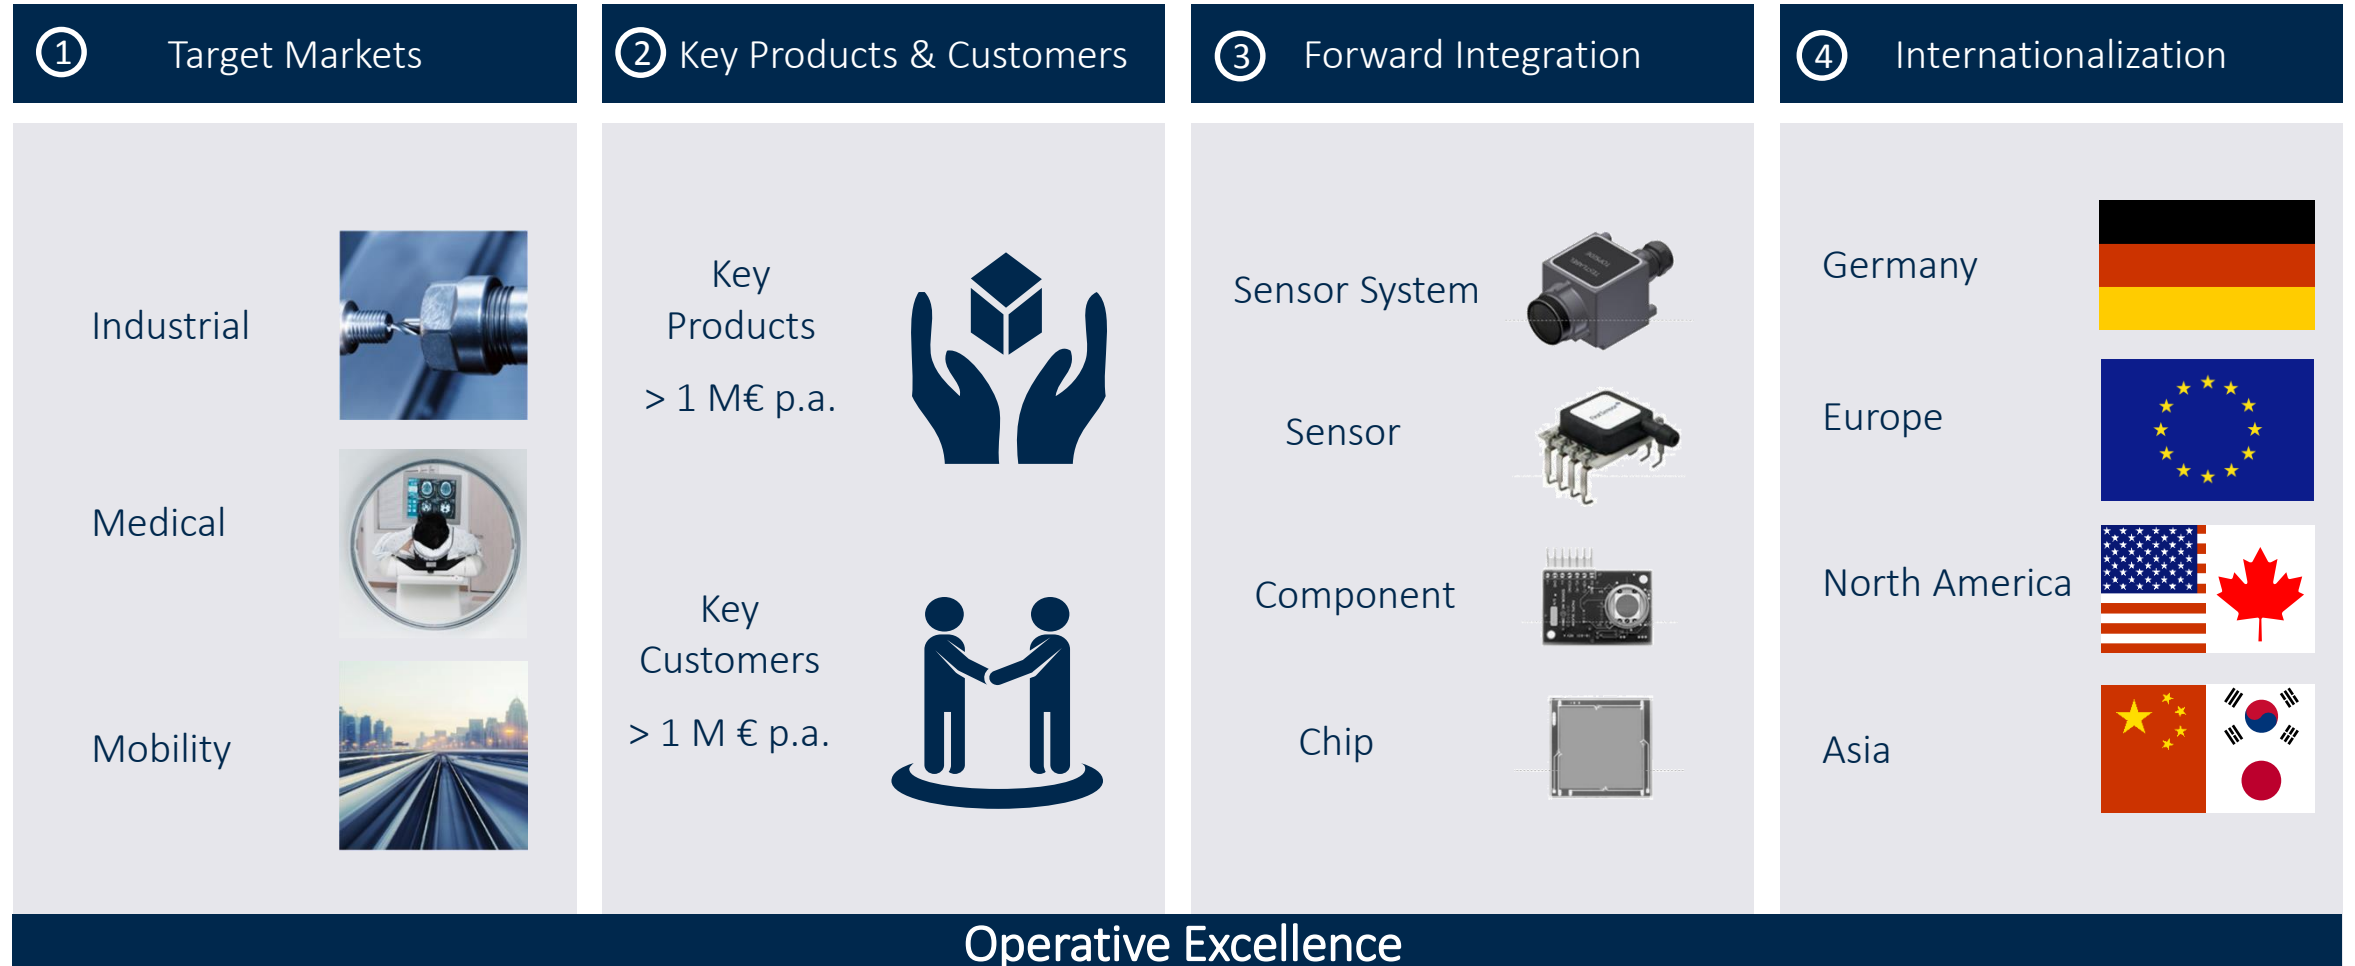 1 Target Markets
Industrial
Medical
Mobility
2 Key Products & Customers
Key
Products
> 1 M€ p.a.
Key
Customers
> 1 M € p.a.
3 Forward Integration
Sensor System
Sensor
Component
Chip
4 Internationalization
Germany
Europe
North America
Asia
Operative Excellence